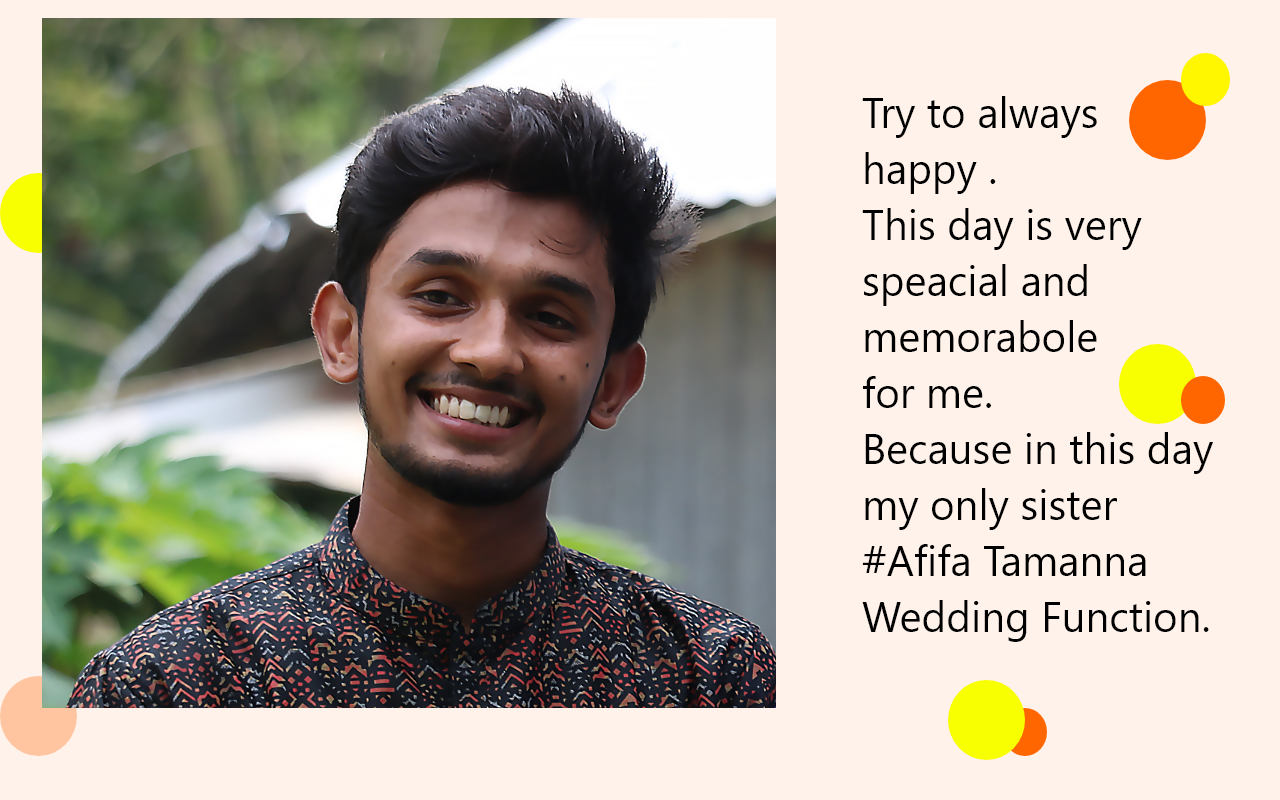 Try to always
happy .
This day is very
speacial and
memorabole
for me.
Because in this day
my only sister
#Afifa Tamanna
Wedding Function.